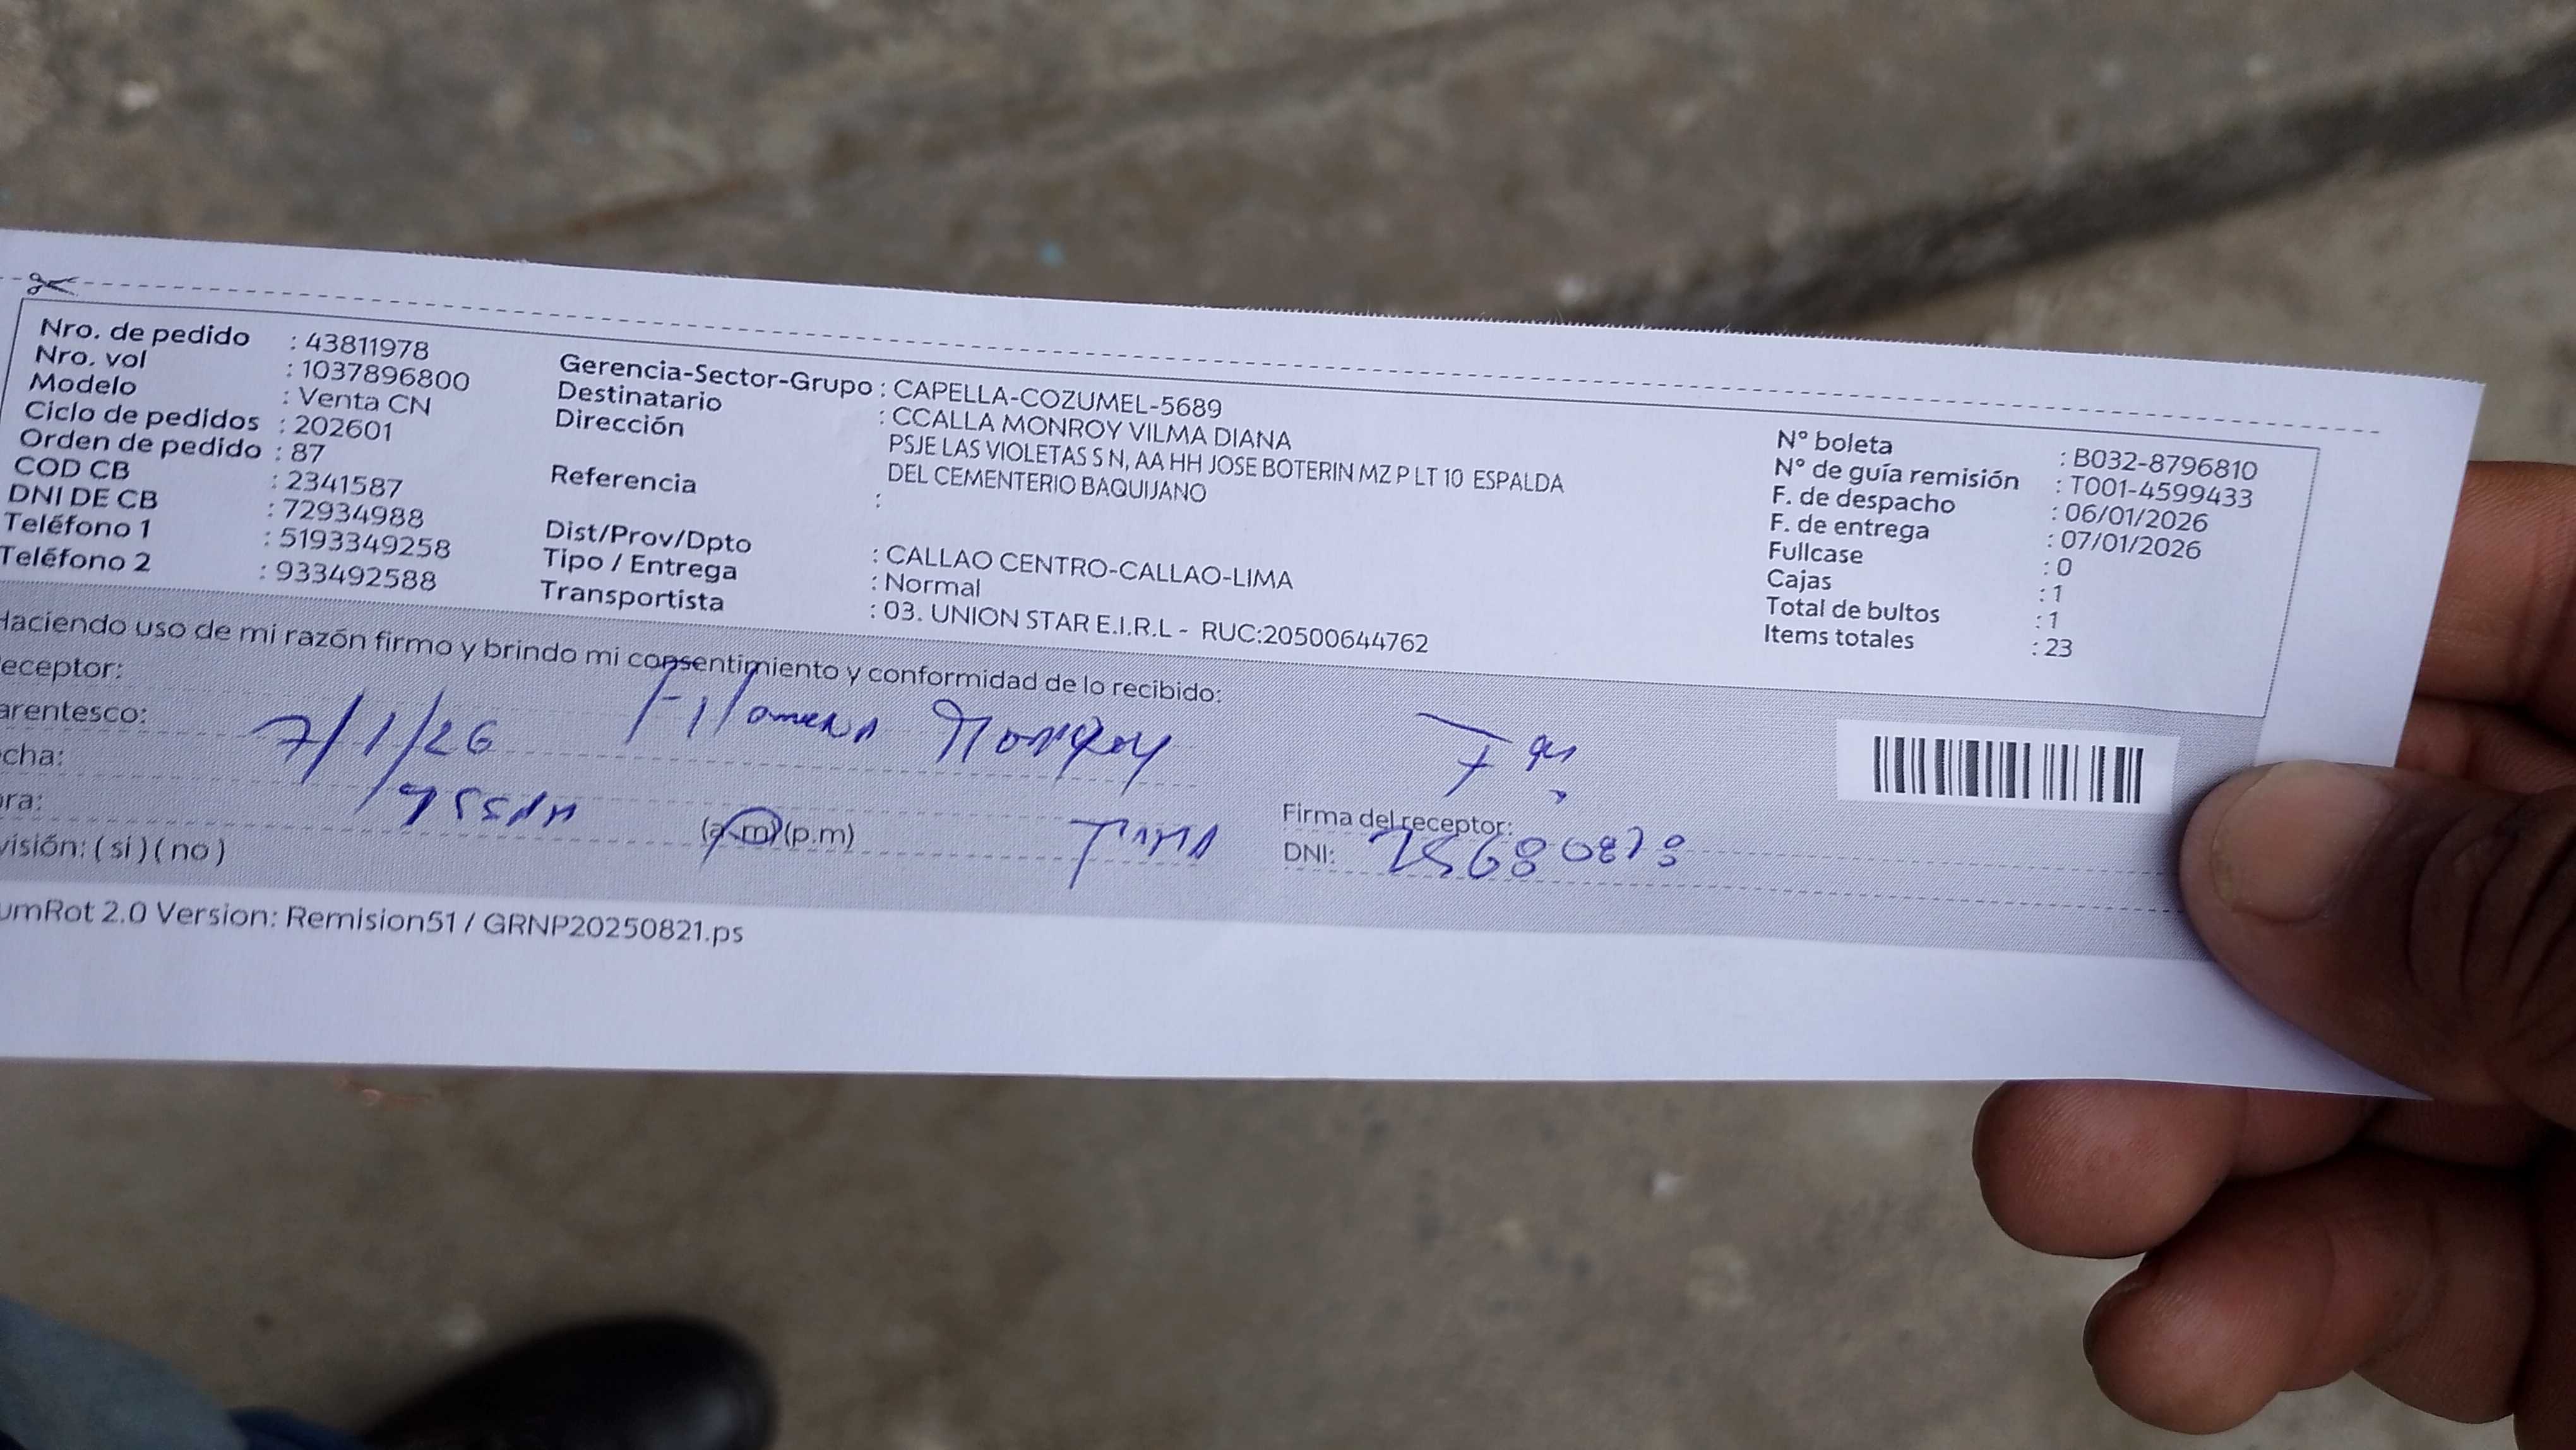 Nro. de pedido : 43811978
Nro. vol : 1037896800
Modelo : Venta CN
Ciclo de pedidos : 202601
Orden de pedido : 87
COD CB : 2341587
DNI DE CB : 72934988
Teléfono 1 : 5193349258
Teléfono 2 : 933492588
Gerencia-Sector-Grupo : CAPELLA-COZUMEL-5689
Destinatario : CCALLA MONROY VILMA DIANA
Dirección PSJE LAS VIOLETAS S N, AA HH JOSE BOTERIN MZ P LT 10 ESPALDA
DEL CEMENTERIO BAQUIJANO
Referencia :
Dist/Prov/Dpto : CALLAO CENTRO-CALLAO-LIMA
Tipo / Entrega : Normal
Transportista : 03. UNION STAR E.I.R.L - RUC:20500644762
N° boleta : B032-8796810
N° de guía remisión : T001-4599433
F. de despacho : 06/01/2026
F. de entrega : 07/01/2026
Fullcase : 0
Cajas : 1
Total de bultos : 1
Items totales : 23
Haciendo uso de mi razón firmo y brindo mi consentimiento y conformidad de lo recibido:
eceptor: Filomena Monroy
arentesco:
cha: 7/1/26
ra: (a.m)(p.m)
Firma del receptor:
visión: ( si ) ( no )
DNI:
umRot 2.0 Version: Remision51 / GRNP20250821.ps